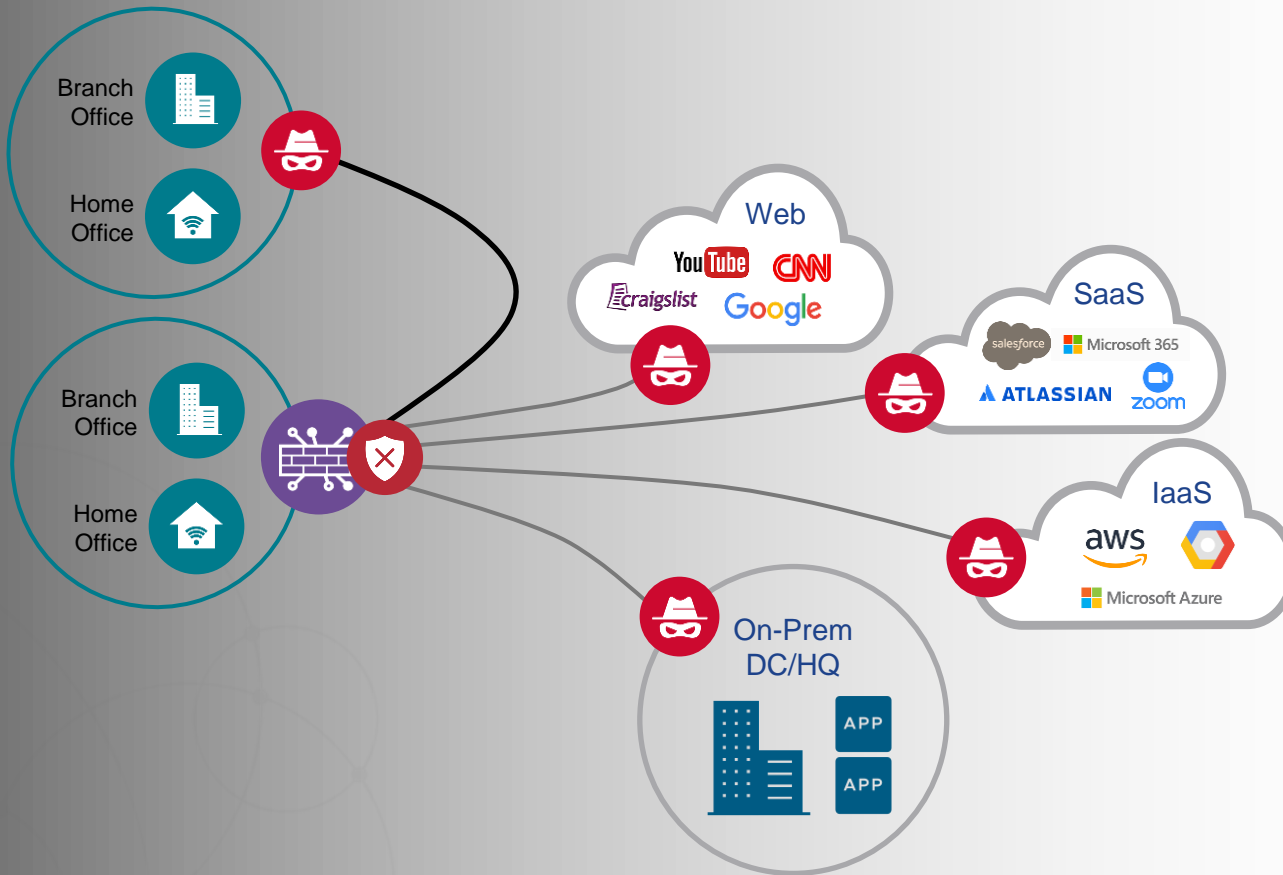 Branch
Office
Home
Office
Branch
Office
Home
Office
Web
YouTube CNN
craigslist Google
SaaS
salesforce Microsoft 365
ATLASSIAN zoom
IaaS
aws
Microsoft Azure
On-Prem
DC/HQ
APP
APP